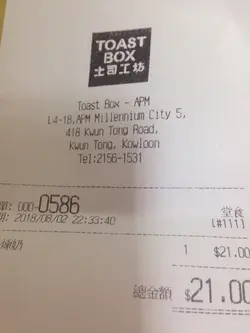 TOAST
BOX
土司工坊
Toast Box - APM
L4-18,APM Millennium City 5,
418 Kwun Tong Road,
Kwun Tong, Kowloon
Tel:2156-1531
單: 000-0586 堂食
期: 2018/08/02 22:33:40 [#111]
1 $21.00
總金額 $21.00